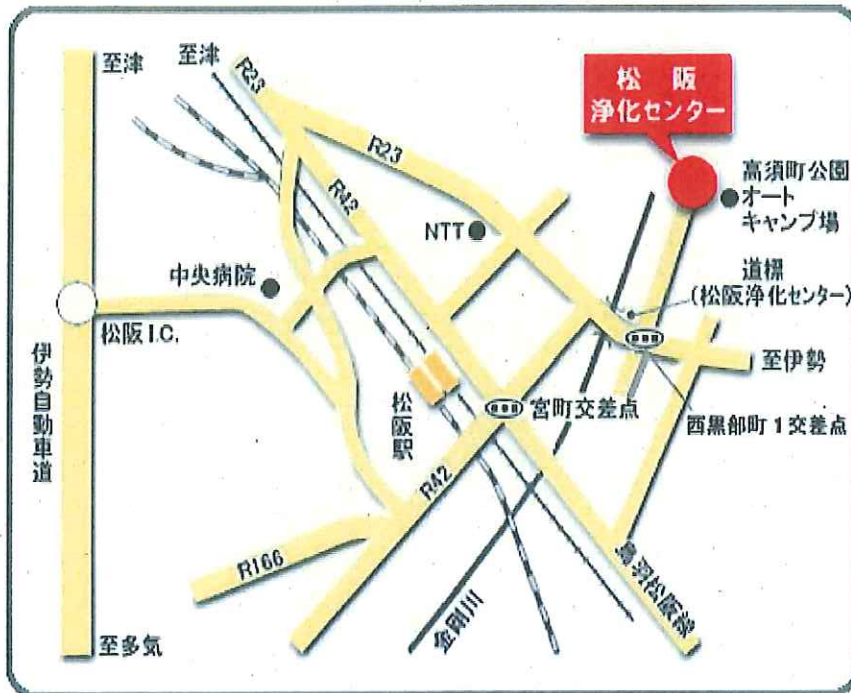 至津
至津
R23
松阪
浄化センター
R23
R42
高須町公園
オート
キャンプ場
NTT
中央病院
道標
(松阪浄化センター)
松阪 I.C.
至伊勢
伊勢自動車道
松阪駅
宮町交差点
西黒部町1交差点
R42
R166
鳥羽松阪線
金剛川
至多気